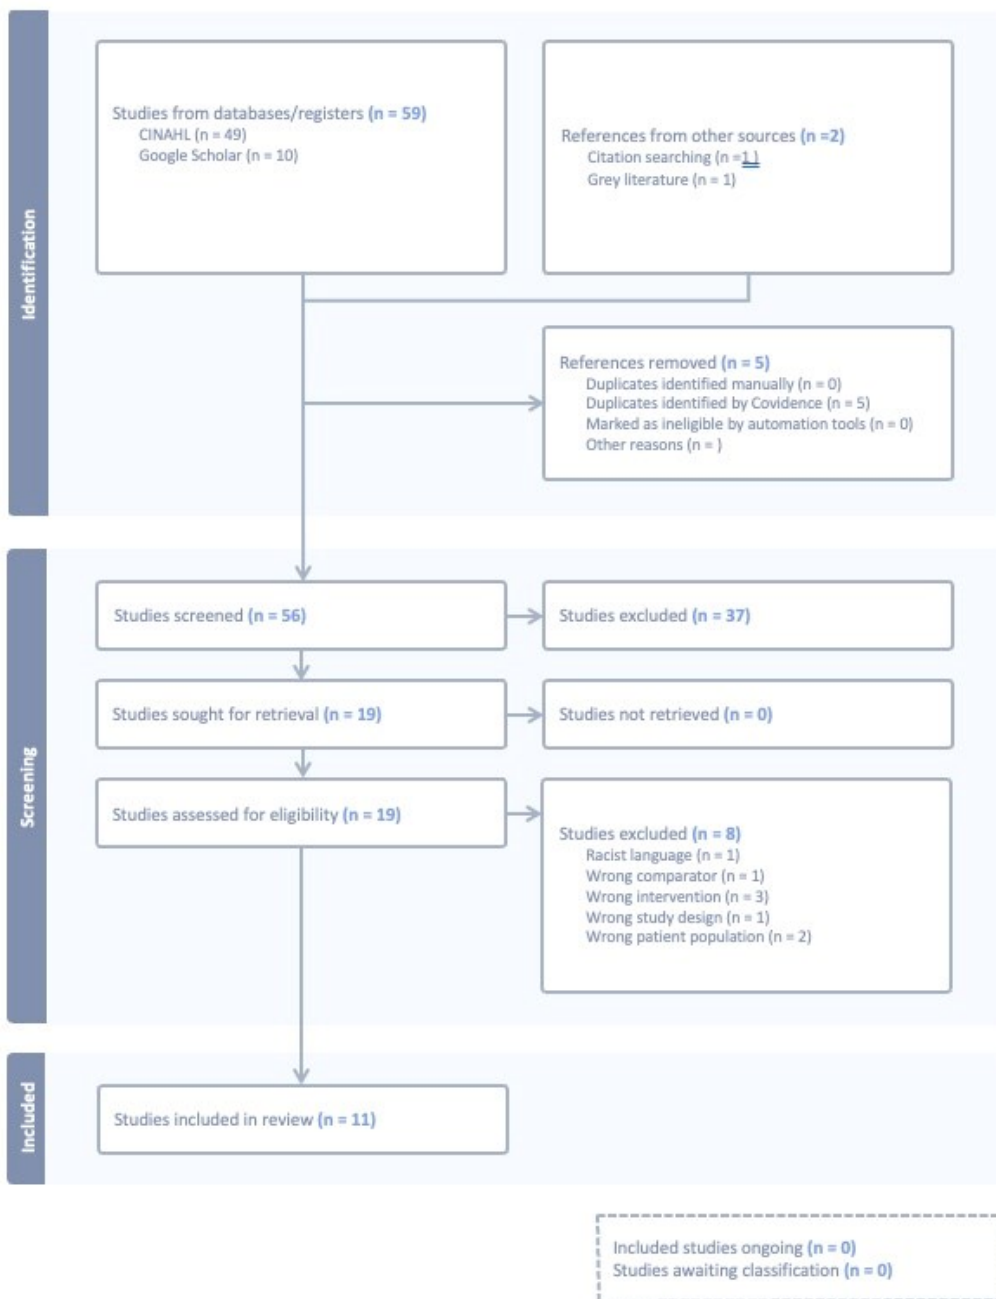 Identification
Studies from databases/registers (n = 59)
CINAHL (n = 49)
Google Scholar (n = 10)
References from other sources (n =2)
Citation searching (n =1 )
Grey literature (n = 1)
References removed (n = 5)
Duplicates identified manually (n = 0)
Duplicates identified by Covidence (n = 5)
Marked as ineligible by automation tools (n = 0)
Other reasons (n = )
Screening
Studies screened (n = 56)
Studies excluded (n = 37)
Studies sought for retrieval (n = 19)
Studies not retrieved (n = 0)
Studies assessed for eligibility (n = 19)
Studies excluded (n = 8)
Racist language (n = 1)
Wrong comparator (n = 1)
Wrong intervention (n = 3)
Wrong study design (n = 1)
Wrong patient population (n = 2)
Included
Studies included in review (n = 11)
Included studies ongoing (n = 0)
Studies awaiting classification (n = 0)